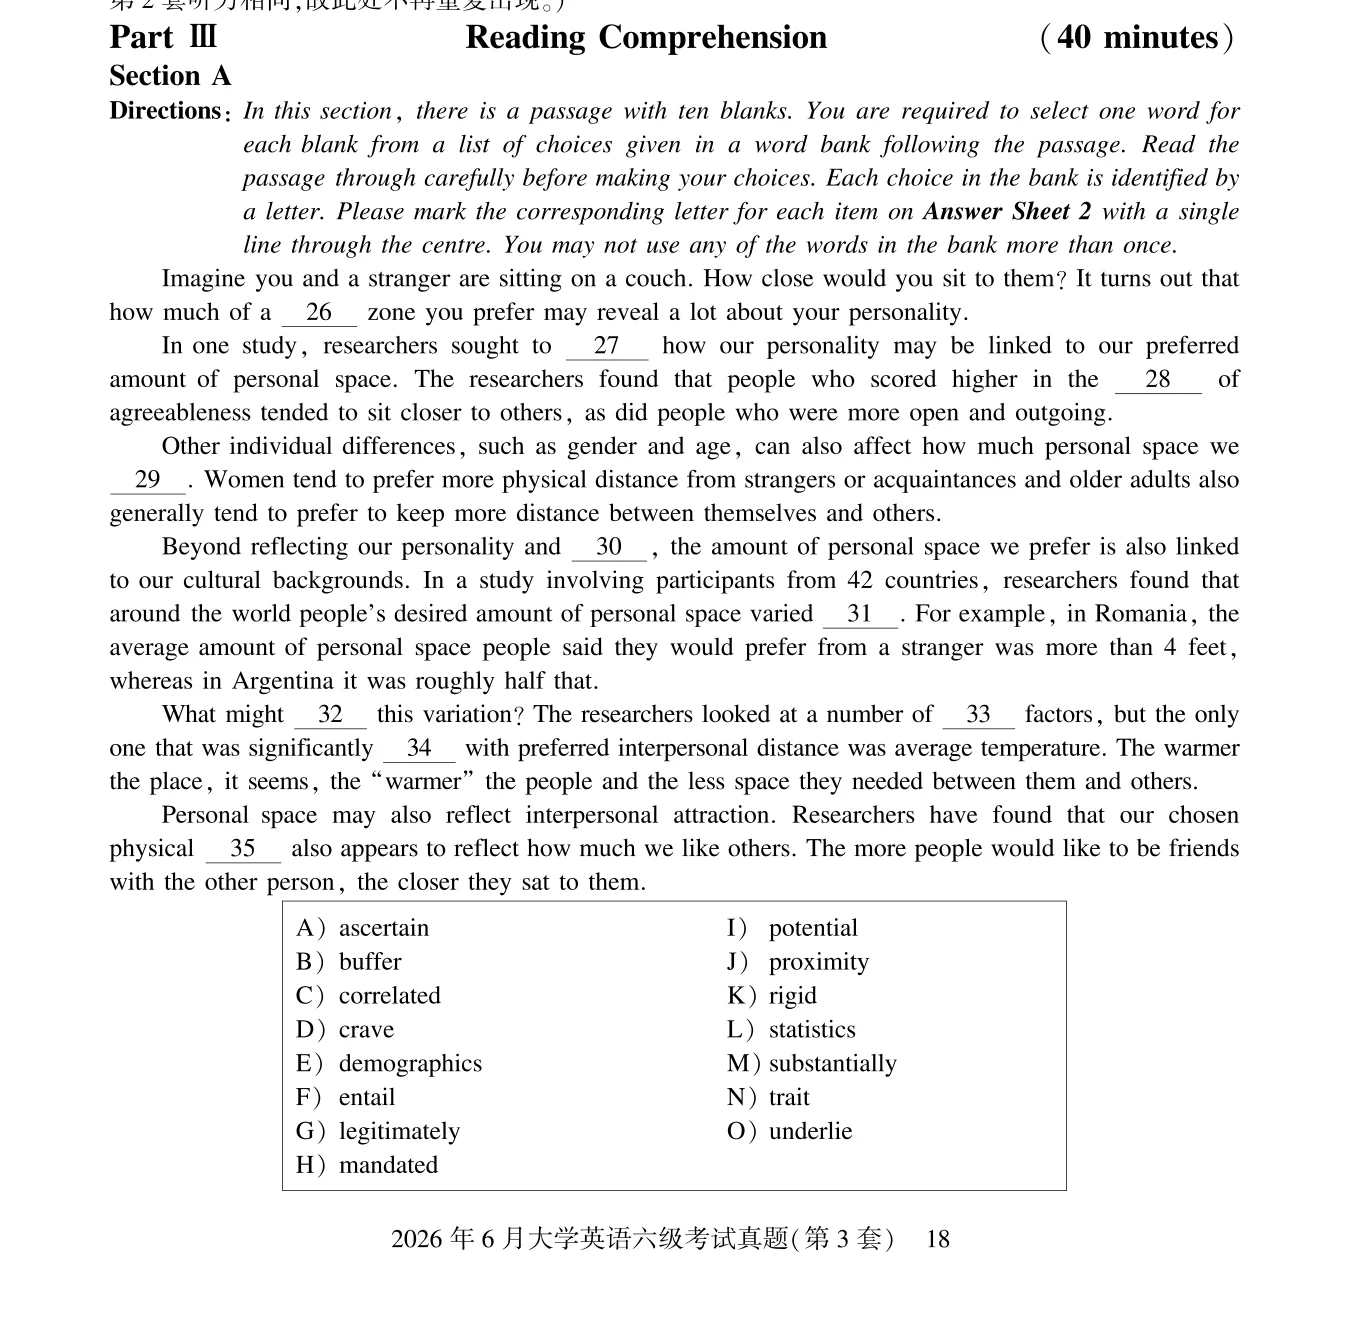 第 2 套听力相同,故此处不再重复出现。)
Part Ⅲ Reading Comprehension (40 minutes)
Section A
Directions: In this section, there is a passage with ten blanks. You are required to select one word for
each blank from a list of choices given in a word bank following the passage. Read the
passage through carefully before making your choices. Each choice in the bank is identified by
a letter. Please mark the corresponding letter for each item on Answer Sheet 2 with a single
line through the centre. You may not use any of the words in the bank more than once.
Imagine you and a stranger are sitting on a couch. How close would you sit to them? It turns out that
how much of a 26 zone you prefer may reveal a lot about your personality.
In one study, researchers sought to 27 how our personality may be linked to our preferred
amount of personal space. The researchers found that people who scored higher in the 28 of
agreeableness tended to sit closer to others, as did people who were more open and outgoing.
Other individual differences, such as gender and age, can also affect how much personal space we
29 . Women tend to prefer more physical distance from strangers or acquaintances and older adults also
generally tend to prefer to keep more distance between themselves and others.
Beyond reflecting our personality and 30 , the amount of personal space we prefer is also linked
to our cultural backgrounds. In a study involving participants from 42 countries, researchers found that
around the world people's desired amount of personal space varied 31 . For example, in Romania, the
average amount of personal space people said they would prefer from a stranger was more than 4 feet,
whereas in Argentina it was roughly half that.
What might 32 this variation? The researchers looked at a number of 33 factors, but the only
one that was significantly 34 with preferred interpersonal distance was average temperature. The warmer
the place, it seems, the "warmer" the people and the less space they needed between them and others.
Personal space may also reflect interpersonal attraction. Researchers have found that our chosen
physical 35 also appears to reflect how much we like others. The more people would like to be friends
with the other person, the closer they sat to them.
A) ascertain
B) buffer
C) correlated
D) crave
E) demographics
F) entail
G) legitimately
H) mandated
I) potential
J) proximity
K) rigid
L) statistics
M) substantially
N) trait
O) underlie
2026 年 6 月大学英语六级考试真题(第 3 套) 18